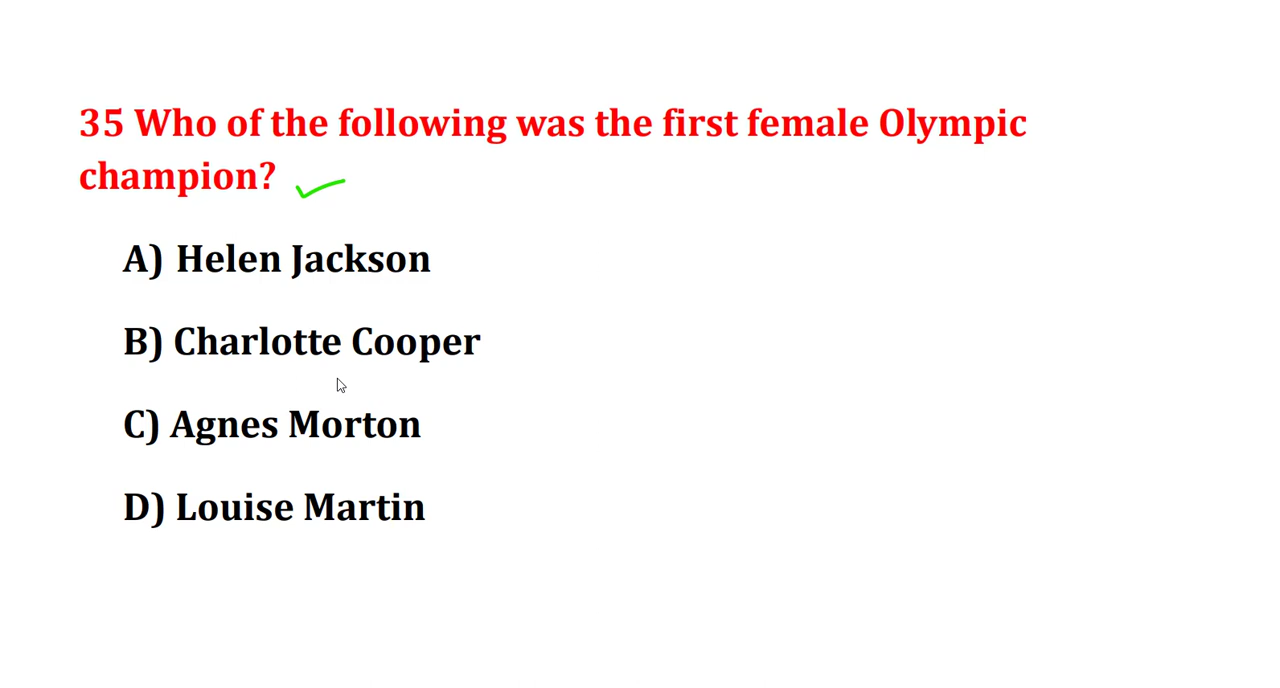 35 Who of the following was the first female Olympic
champion?
A) Helen Jackson
B) Charlotte Cooper
C) Agnes Morton
D) Louise Martin